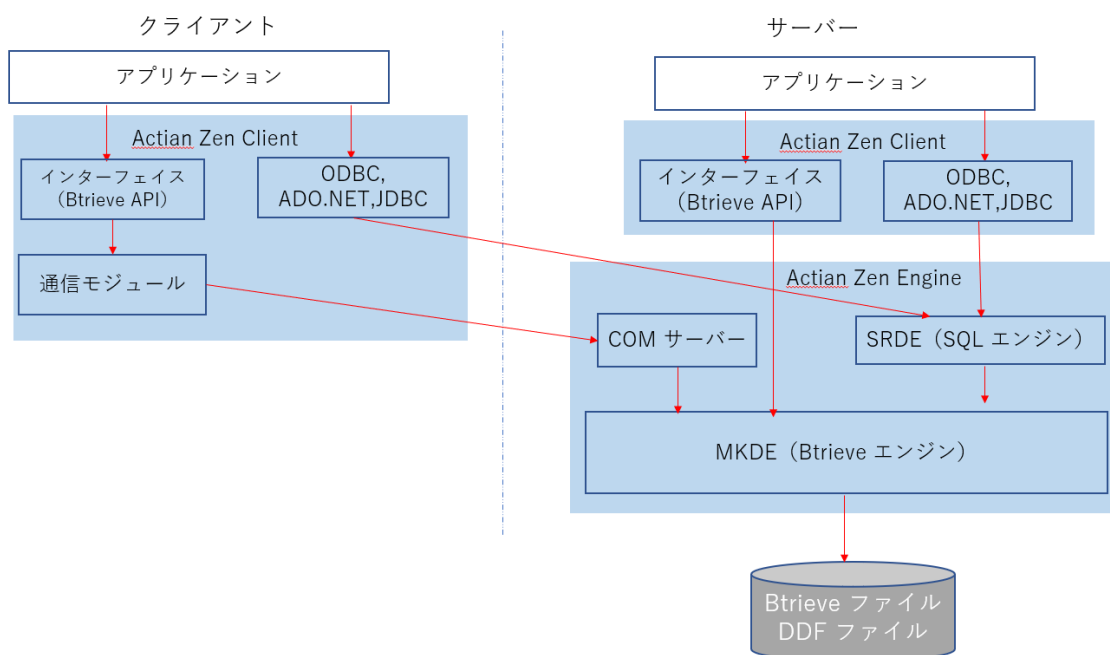 クライアント
アプリケーション
Actian Zen Client
インターフェイス
(Btrieve API)
ODBC,
ADO.NET,JDBC
通信モジュール
サーバー
アプリケーション
Actian Zen Client
インターフェイス
(Btrieve API)
ODBC,
ADO.NET,JDBC
Actian Zen Engine
COM サーバー
SRDE（SQL エンジン）
MKDE（Btrieve エンジン）
Btrieve ファイル
DDF ファイル